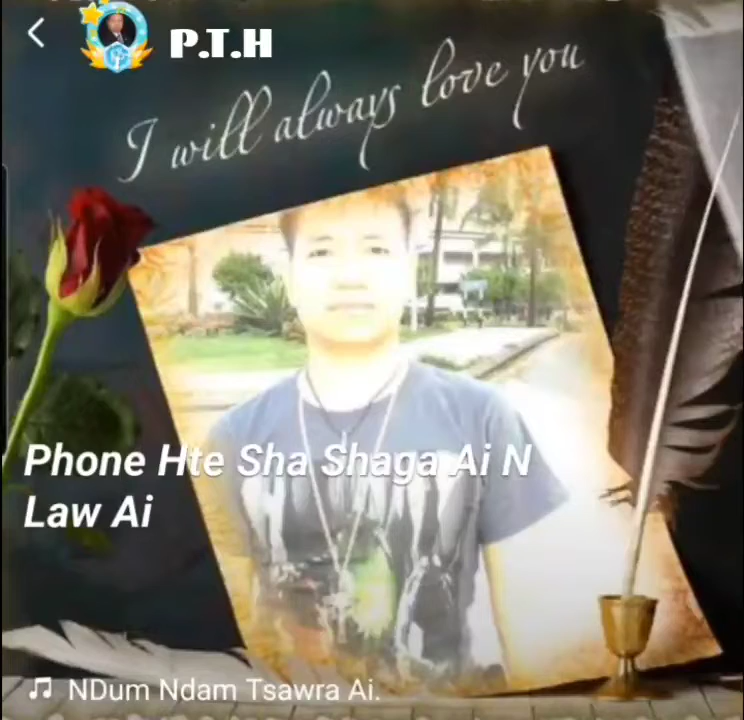 P.T.H
I will always love you
Phone Hte Sha Shaga Ai N
Law Ai
NDum Ndam Tsawra Ai.